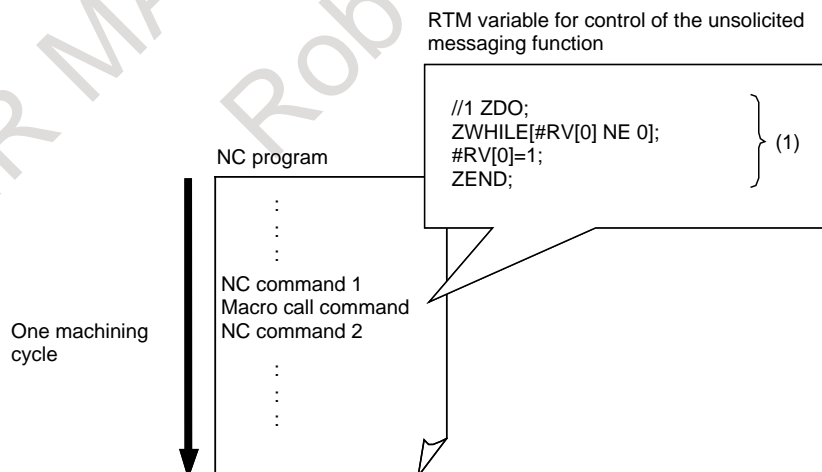 RTM variable for control of the unsolicited
messaging function
//1 ZDO;
ZWHILE[#RV[0] NE 0];
#RV[0]=1;
ZEND;
(1)
NC program
:
:
:
NC command 1
Macro call command
NC command 2
:
:
:
One machining
cycle